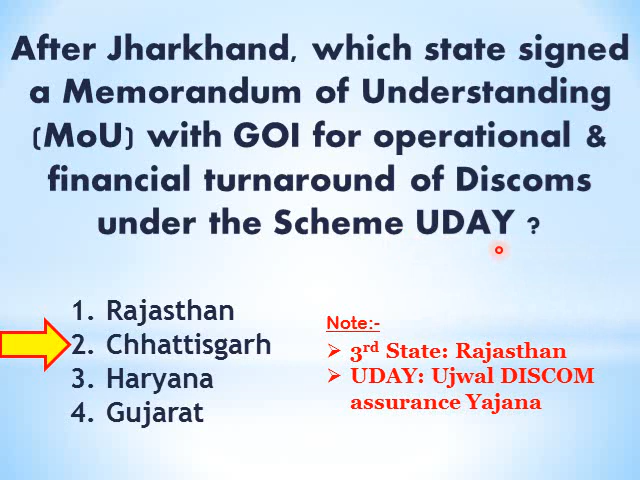 After Jharkhand, which state signed
a Memorandum of Understanding
(MoU) with GOI for operational &
financial turnaround of Discoms
under the Scheme UDAY ?
1. Rajasthan
2. Chhattisgarh
3. Haryana
4. Gujarat
Note:-
➢ 3rd State: Rajasthan
➢ UDAY: Ujwal DISCOM
assurance Yajana